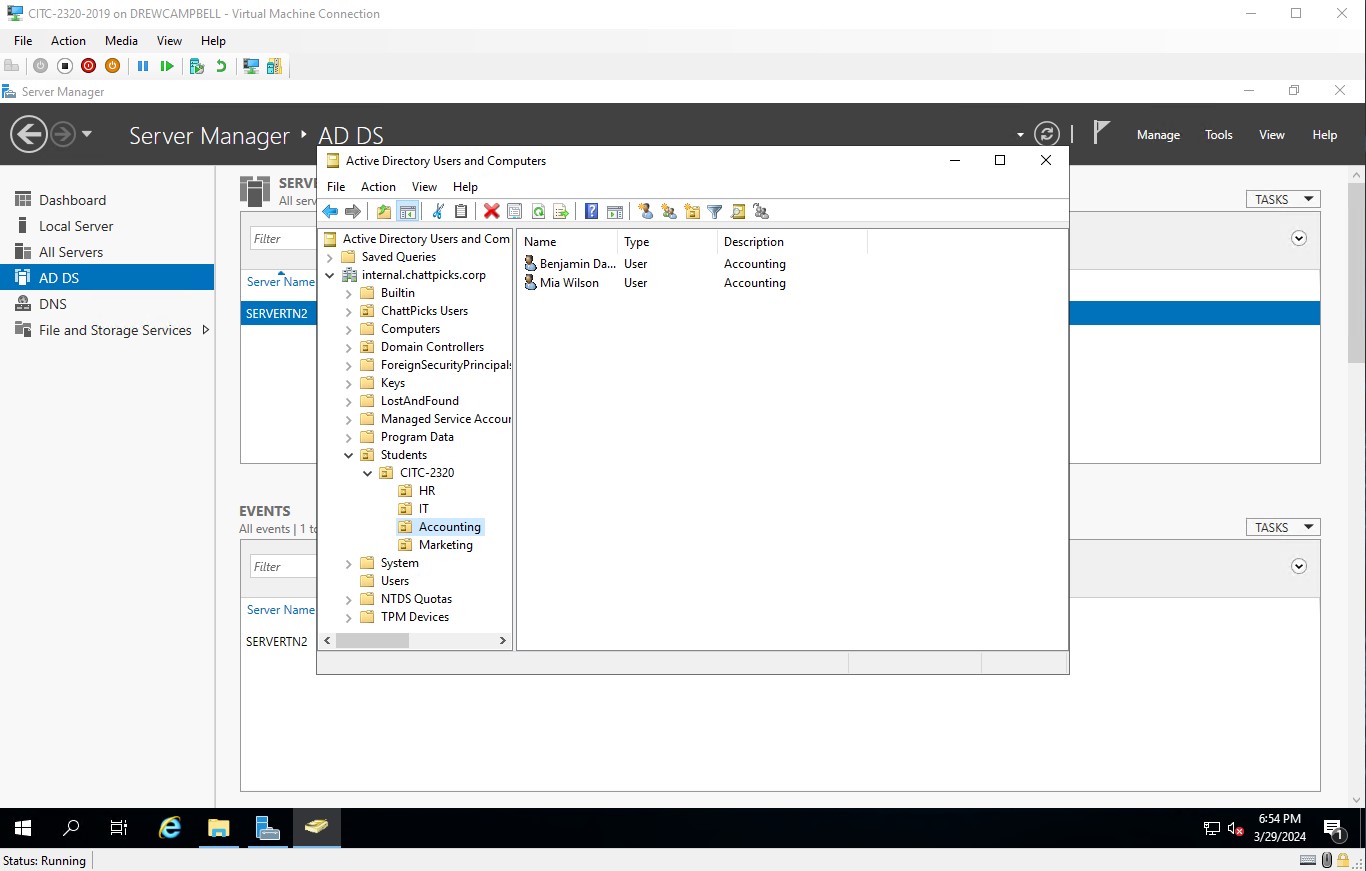 CITC-2320-2019 on DREWCAMPBELL - Virtual Machine Connection
File Action Media View Help
Server Manager
Server Manager AD DS
Manage Tools View Help
Dashboard
Local Server
All Servers
AD DS
DNS
File and Storage Services
SERVE
All serv
TASKS
Filter
Server Name
SERVERTN2
EVENTS
All events | 1 to
TASKS
Filter
Server Name
SERVERTN2
Active Directory Users and Computers
File Action View Help
Active Directory Users and Com
Saved Queries
internal.chattpicks.corp
Builtin
ChattPicks Users
Computers
Domain Controllers
ForeignSecurityPrincipals
Keys
LostAndFound
Managed Service Accour
Program Data
Students
CITC-2320
HR
IT
Accounting
Marketing
System
Users
NTDS Quotas
TPM Devices
Name Type Description
Benjamin Da... User Accounting
Mia Wilson User Accounting
6:54 PM
3/29/2024
1
Status: Running